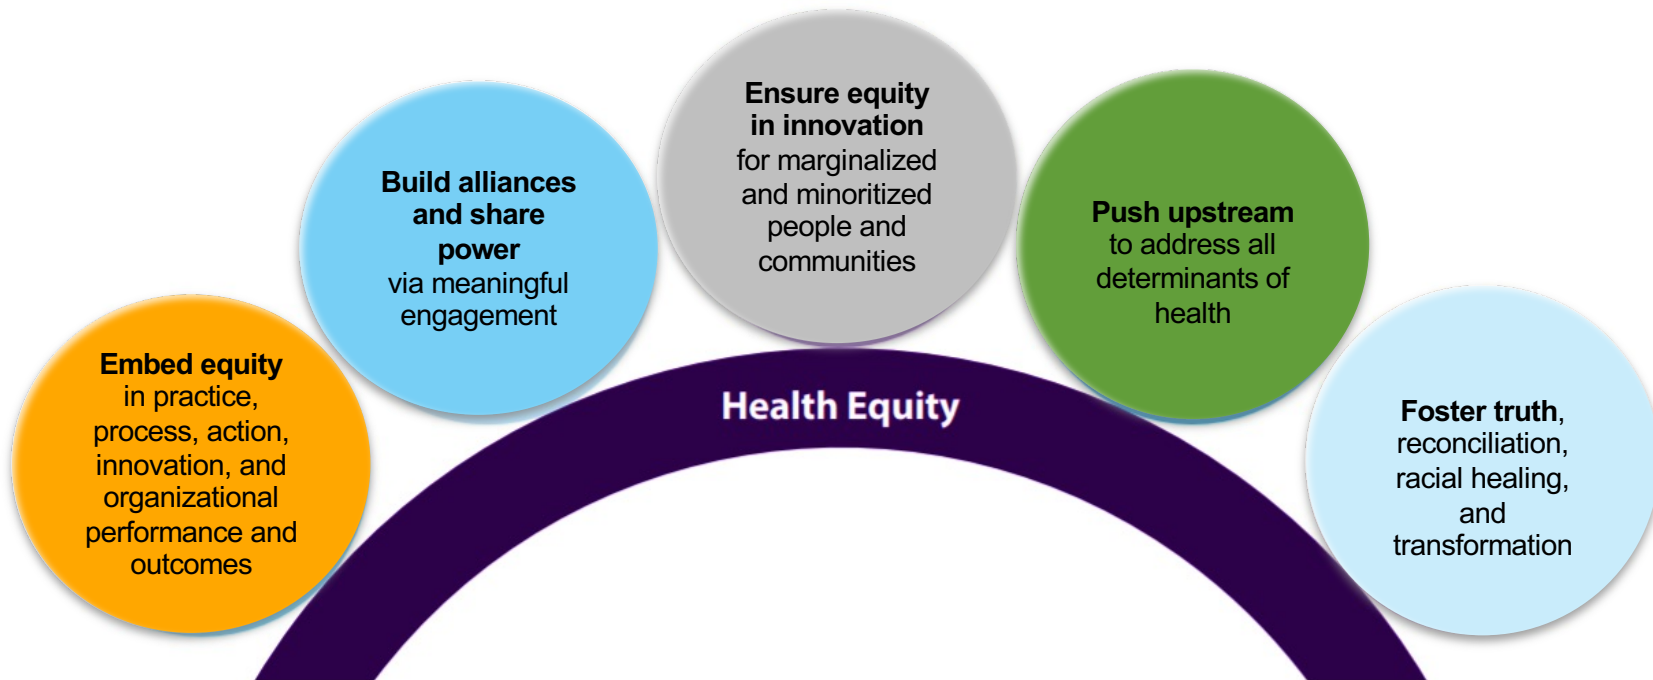 Embed equity
in practice,
process, action,
innovation, and
organizational
performance and
outcomes
Build alliances
and share
power
via meaningful
engagement
Ensure equity
in innovation
for marginalized
and minoritized
people and
communities
Push upstream
to address all
determinants of
health
Foster truth,
reconciliation,
racial healing,
and
transformation
Health Equity